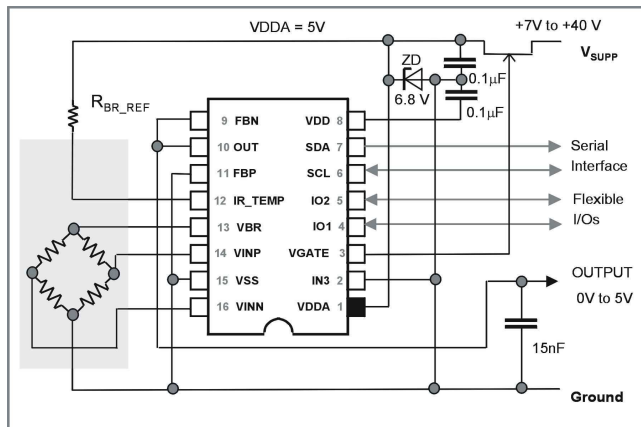 VDDA = 5V
+7V to +40 V
V_SUPP
ZD
6.8 V
0.1µF
0.1µF
R_BR_REF
9 FBN VDD 8
10 OUT SDA 7
11 FBP SCL 6
12 IR_TEMP IO2 5
13 VBR IO1 4
14 VINP VGATE 3
15 VSS IN3 2
16 VINN VDDA 1
Serial
Interface
Flexible
I/Os
OUTPUT
0V to 5V
15nF
Ground